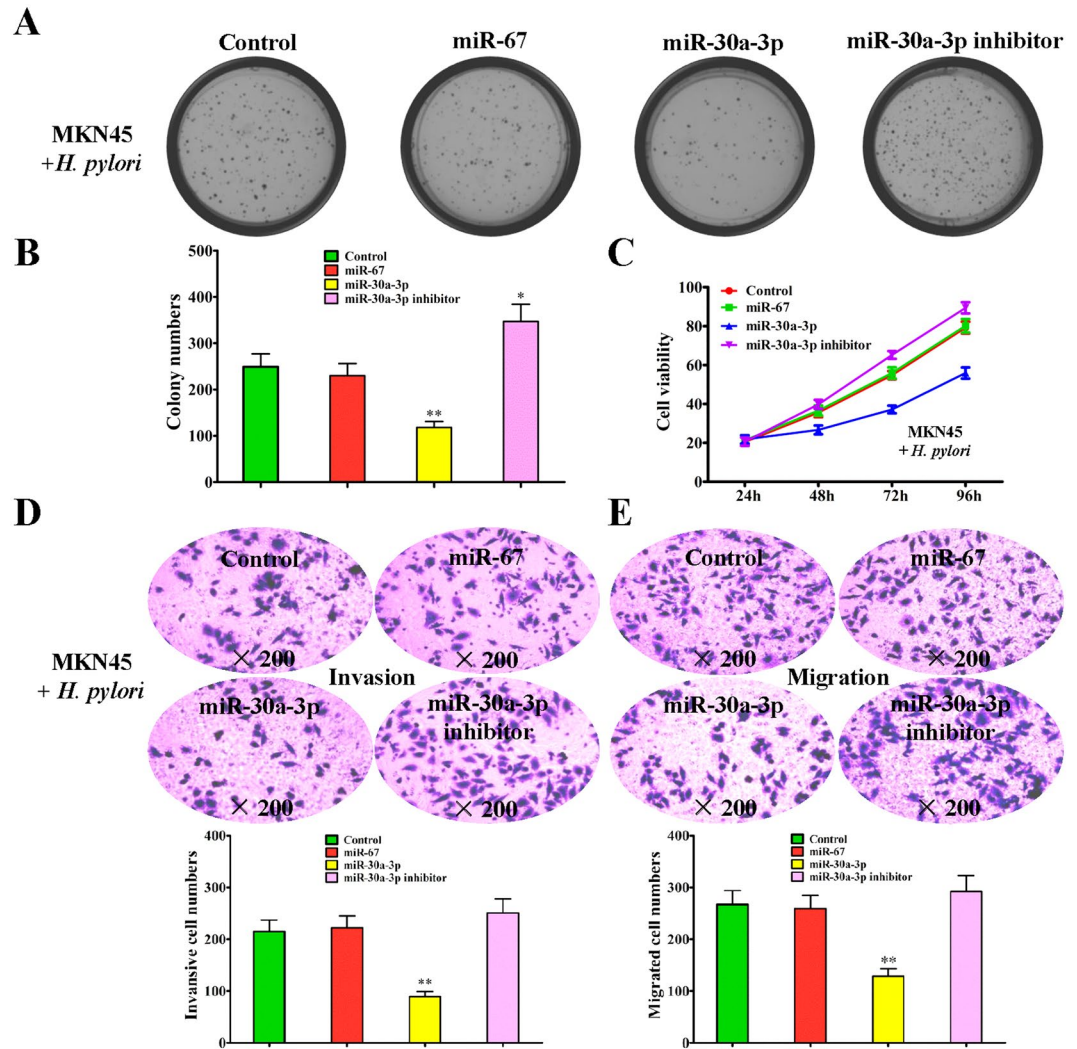 A
Control
miR-67
miR-30a-3p
miR-30a-3p inhibitor
MKN45
+H. pylori
B
500
400
300
200
100
0
Colony numbers
Control
miR-67
miR-30a-3p
miR-30a-3p inhibitor
**
*
C
100
80
60
40
20
0
Cell viability
Control
miR-67
miR-30a-3p
miR-30a-3p inhibitor
MKN45
+ H. pylori
24h 48h 72h 96h
D
Control
× 200
miR-67
× 200
Invasion
MKN45
+ H. pylori
miR-30a-3p
× 200
miR-30a-3p
inhibitor
× 200
400
300
200
100
0
Invansive cell numbers
Control
miR-67
miR-30a-3p
miR-30a-3p inhibitor
**
E
Control
× 200
miR-67
× 200
Migration
miR-30a-3p
× 200
miR-30a-3p
inhibitor
× 200
400
300
200
100
0
Migrated cell numbers
Control
miR-67
miR-30a-3p
miR-30a-3p inhibitor
**